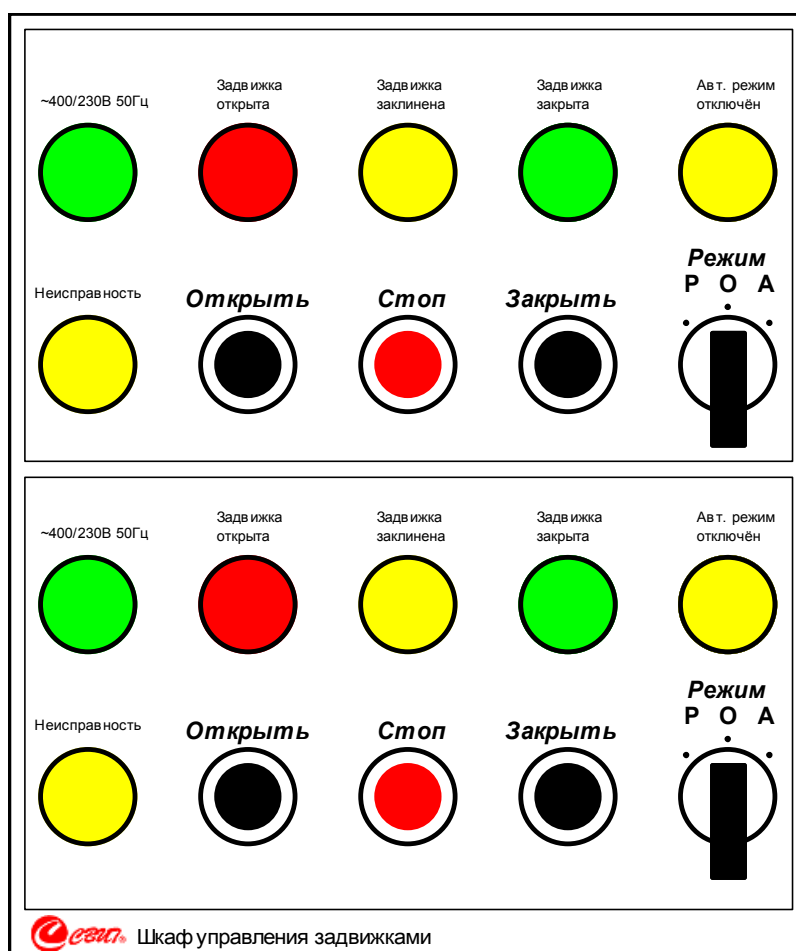 ~400/230В 50Гц
Задвижка
открыта
Задвижка
заклинена
Задвижка
закрыта
Авт. режим
отключён
Неисправность
Открыть
Стоп
Закрыть
Режим
Р О А
~400/230В 50Гц
Задвижка
открыта
Задвижка
заклинена
Задвижка
закрыта
Авт. режим
отключён
Неисправность
Открыть
Стоп
Закрыть
Режим
Р О А
Шкаф управления задвижками